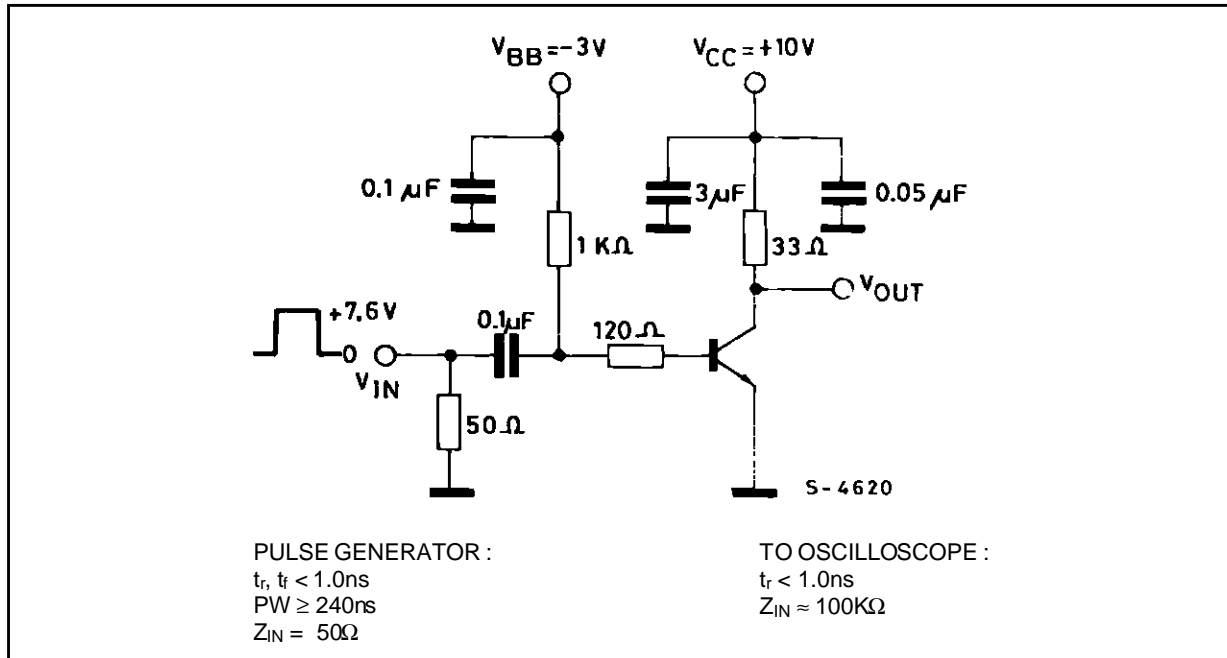 V_BB = -3V
V_CC = +10V
0.1 µF
3µF
0.05 µF
1 KΩ
33 Ω
V_OUT
+7.6V
0
V_IN
0.1µF
120 Ω
50 Ω
S-4620
PULSE GENERATOR :
t_r, t_f < 1.0ns
PW ≥ 240ns
Z_IN = 50Ω
TO OSCILLOSCOPE :
t_r < 1.0ns
Z_IN ≈ 100KΩ